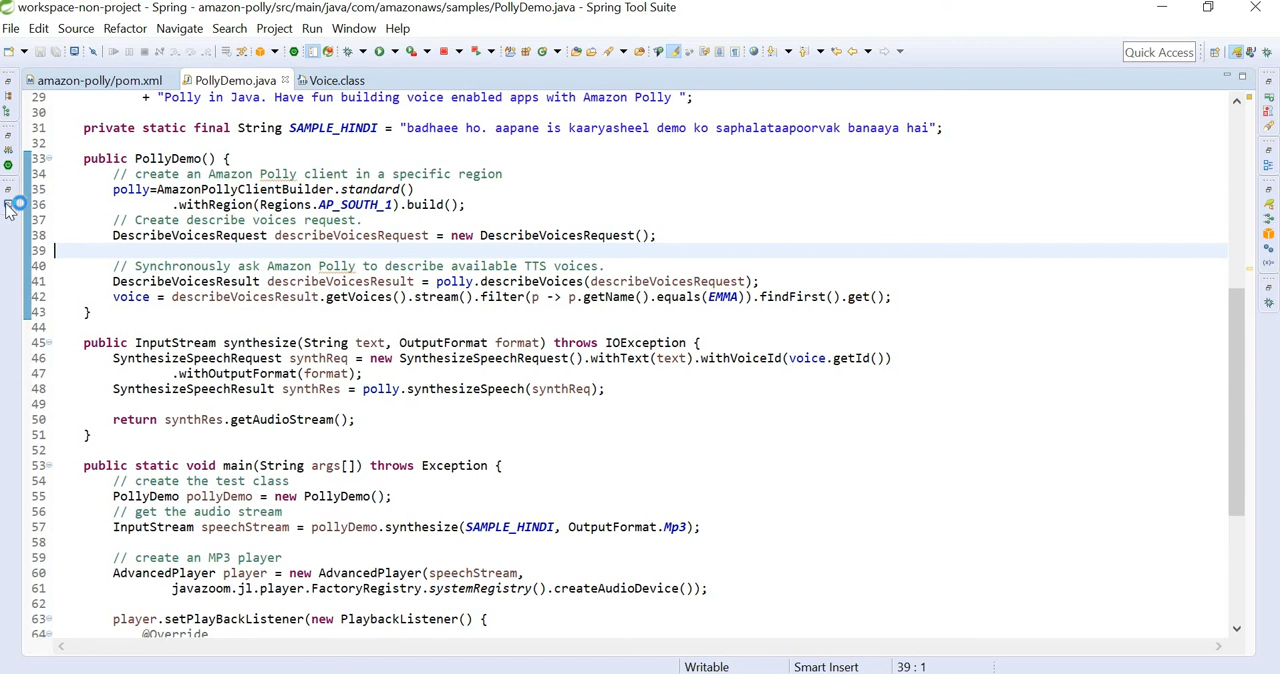 workspace-non-project - Spring - amazon-polly/src/main/java/com/amazonaws/samples/PollyDemo.java - Spring Tool Suite
File Edit Source Refactor Navigate Search Project Run Window Help
Quick Access
amazon-polly/pom.xml PollyDemo.java Voice.class
29 + "Polly in Java. Have fun building voice enabled apps with Amazon Polly ";
30
31 private static final String SAMPLE_HINDI = "badhaee ho. aapane is kaaryasheel demo ko saphalataapoorvak banaaya hai";
32
33 public PollyDemo() {
34 // create an Amazon Polly client in a specific region
35 polly=AmazonPollyClientBuilder.standard()
36 .withRegion(Regions.AP_SOUTH_1).build();
37 // Create describe voices request.
38 DescribeVoicesRequest describeVoicesRequest = new DescribeVoicesRequest();
39
40 // Synchronously ask Amazon Polly to describe available TTS voices.
41 DescribeVoicesResult describeVoicesResult = polly.describeVoices(describeVoicesRequest);
42 voice = describeVoicesResult.getVoices().stream().filter(p -> p.getName().equals(EMMA)).findFirst().get();
43 }
44
45 public InputStream synthesize(String text, OutputFormat format) throws IOException {
46 SynthesizeSpeechRequest synthReq = new SynthesizeSpeechRequest().withText(text).withVoiceId(voice.getId())
47 .withOutputFormat(format);
48 SynthesizeSpeechResult synthRes = polly.synthesizeSpeech(synthReq);
49
50 return synthRes.getAudioStream();
51 }
52
53 public static void main(String args[]) throws Exception {
54 // create the test class
55 PollyDemo pollyDemo = new PollyDemo();
56 // get the audio stream
57 InputStream speechStream = pollyDemo.synthesize(SAMPLE_HINDI, OutputFormat.Mp3);
58
59 // create an MP3 player
60 AdvancedPlayer player = new AdvancedPlayer(speechStream,
61 javazoom.jl.player.FactoryRegistry.systemRegistry().createAudioDevice());
62
63 player.setPlayBackListener(new PlaybackListener() {
64 @Override
Writable Smart Insert 39 : 1